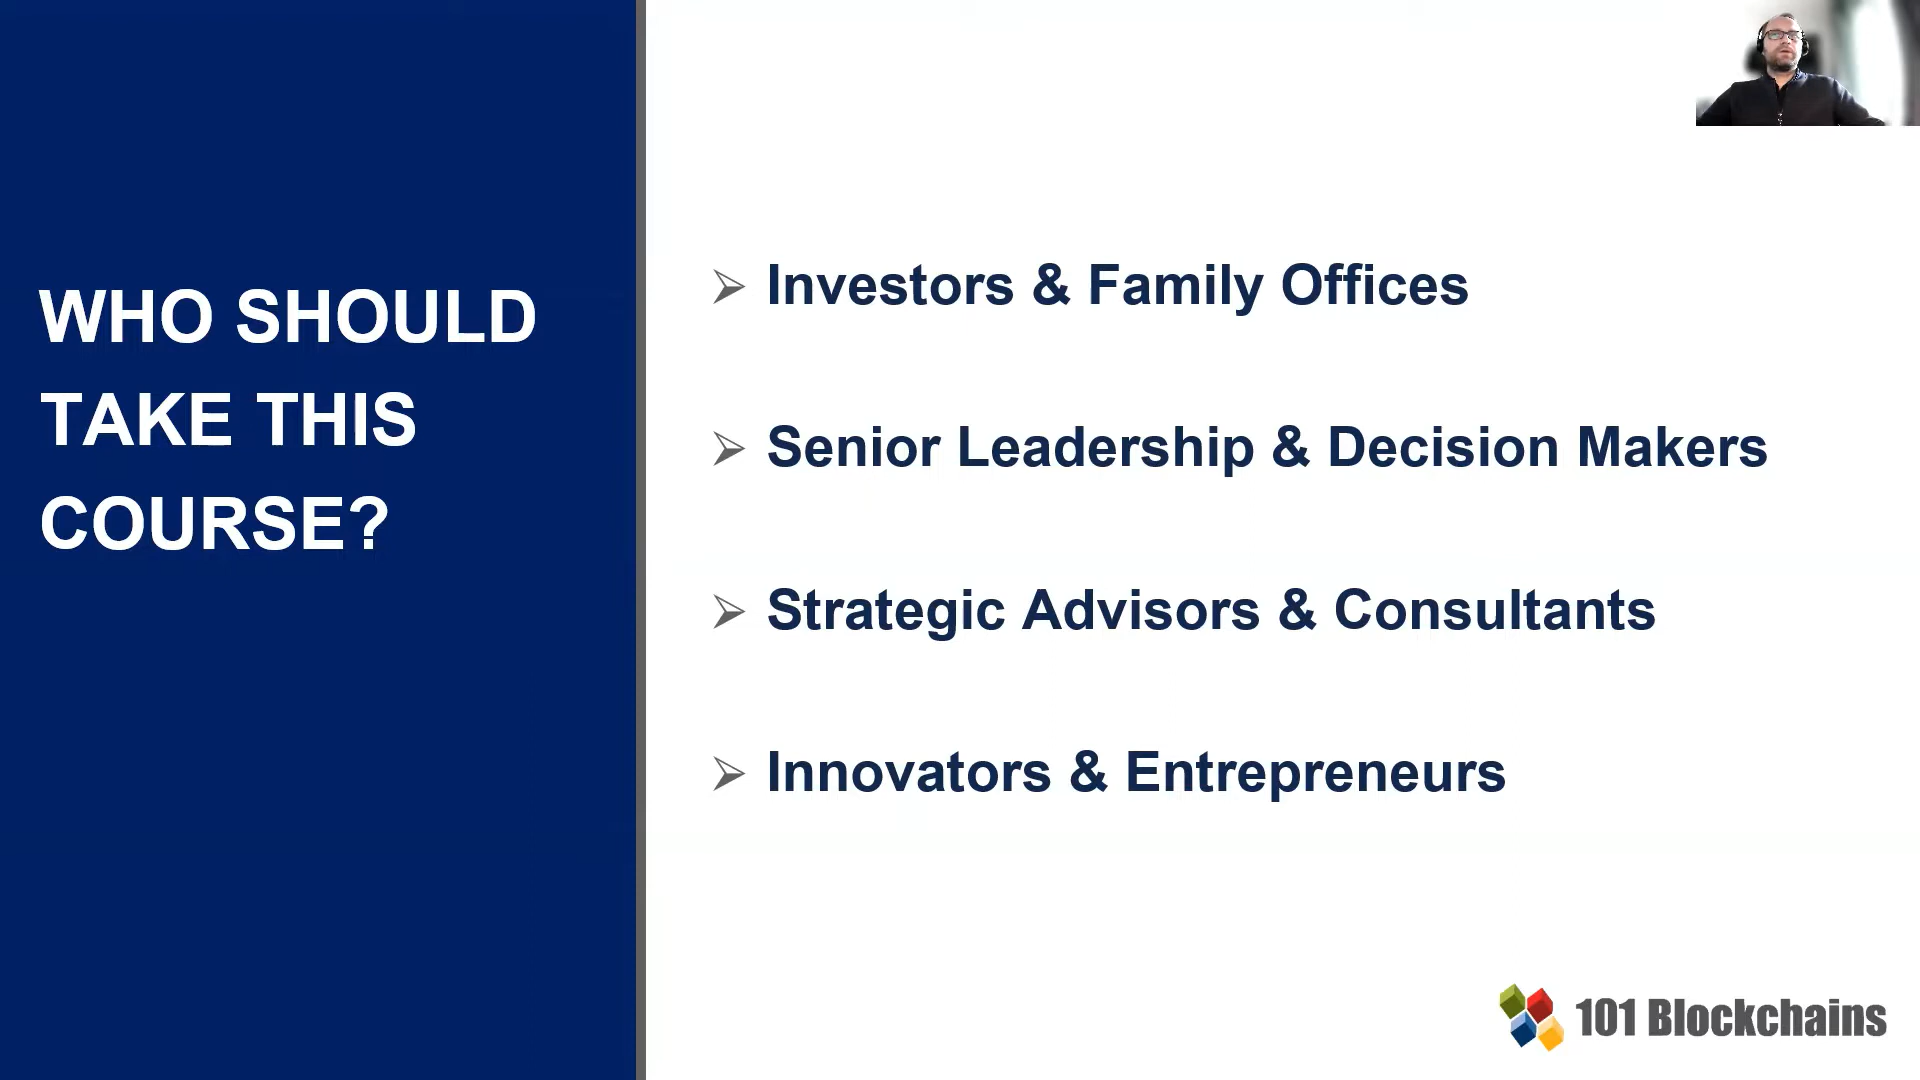 WHO SHOULD
TAKE THIS
COURSE?
Investors & Family Offices
Senior Leadership & Decision Makers
Strategic Advisors & Consultants
Innovators & Entrepreneurs
101 Blockchains